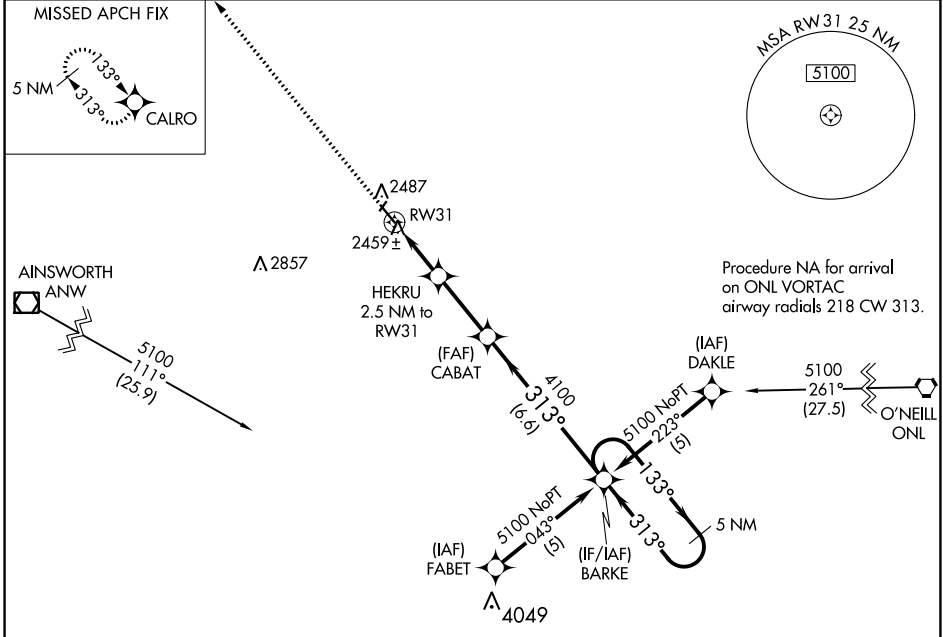 MISSED APCH FIX
5 NM
133°
313°
CALRO
MSA RW31 25 NM
5100
2487
RW31
2459 ±
2857
AINSWORTH
ANW
5100
111°
(25.9)
HEKRU
2.5 NM to
RW31
(FAF)
CABAT
4100
313°
(6.6)
Procedure NA for arrival
on ONL VORTAC
airway radials 218 CW 313.
(IAF)
DAKLE
5100
261°
(27.5)
O'NEILL
ONL
5100 NoPT
223°
(5)
133°
313°
5 NM
5100 NoPT
043°
(5)
(IAF)
FABET
(IF/IAF)
BARKE
4049